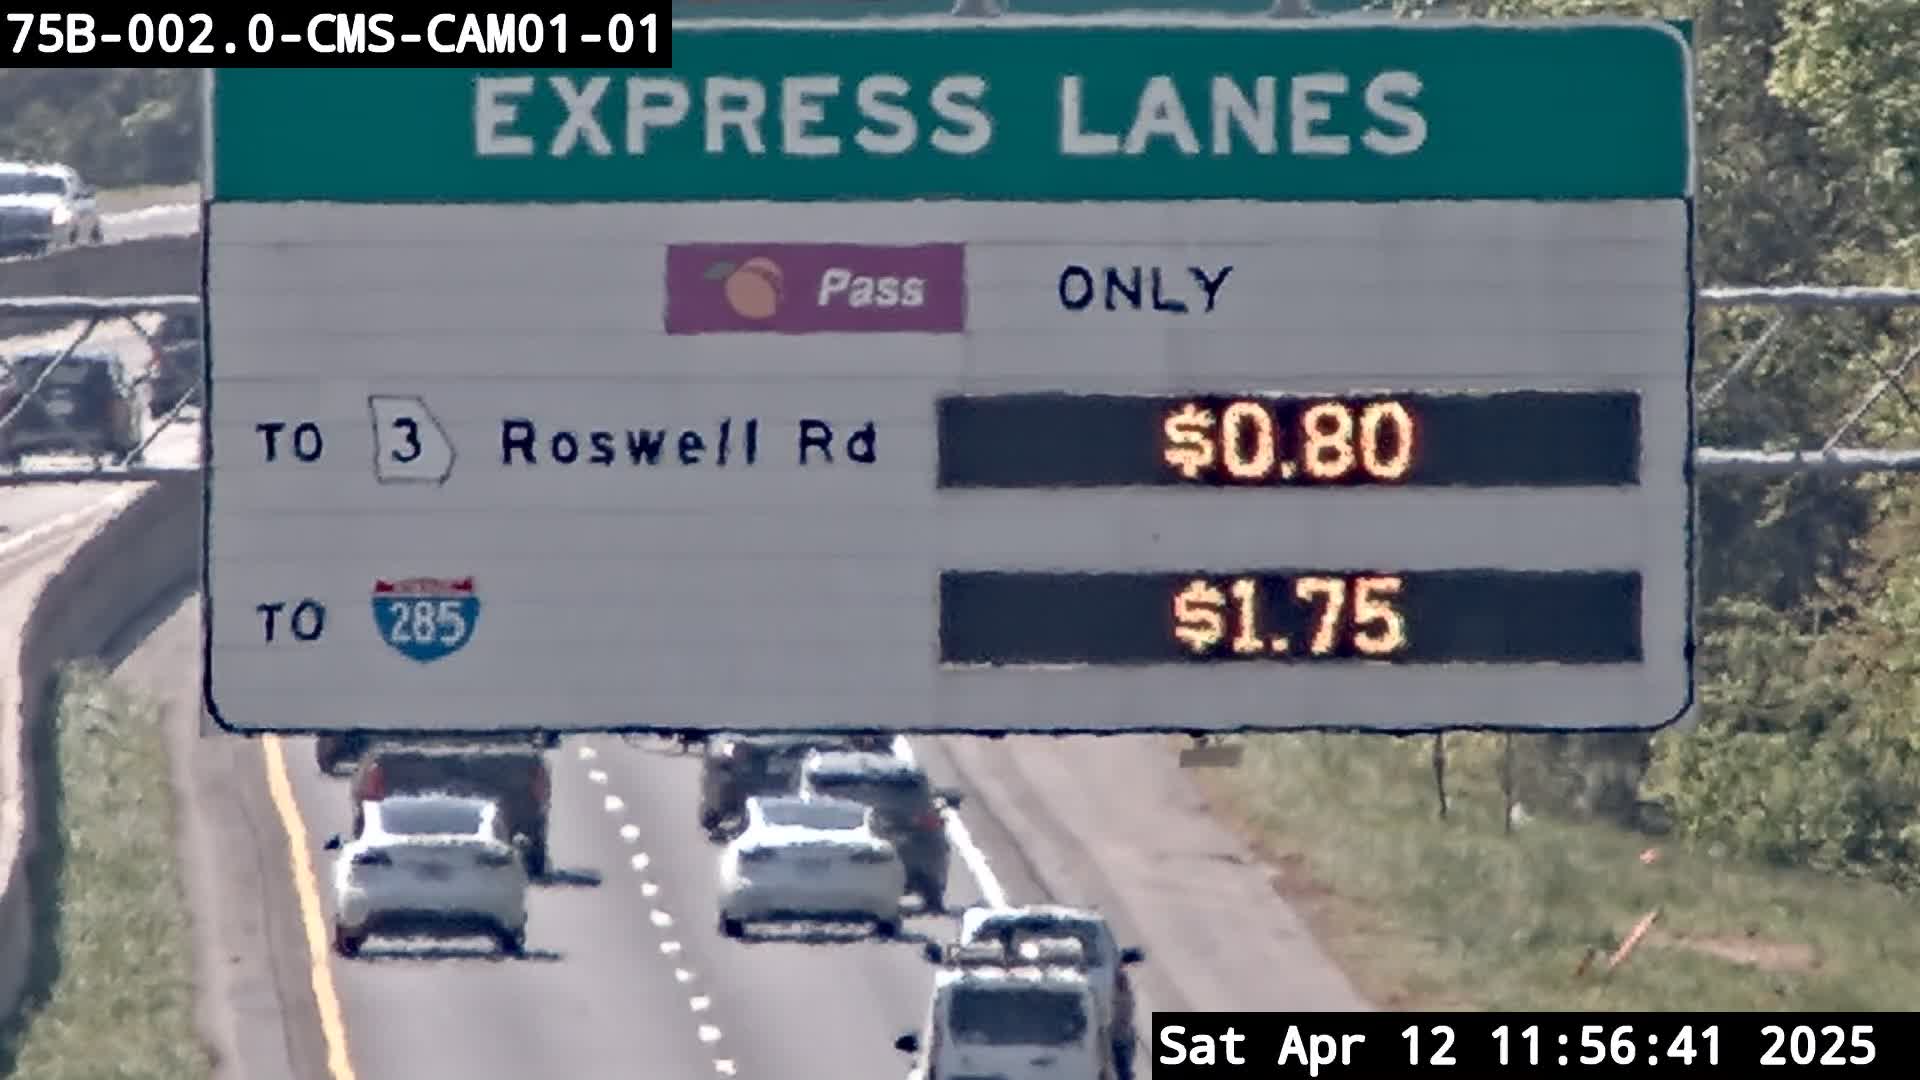 75B-002.0-CMS-CAM01-01
EXPRESS LANES
Pass ONLY
TO 3 Roswell Rd $0.80
TO 285 $1.75
Sat Apr 12 11:56:41 2025